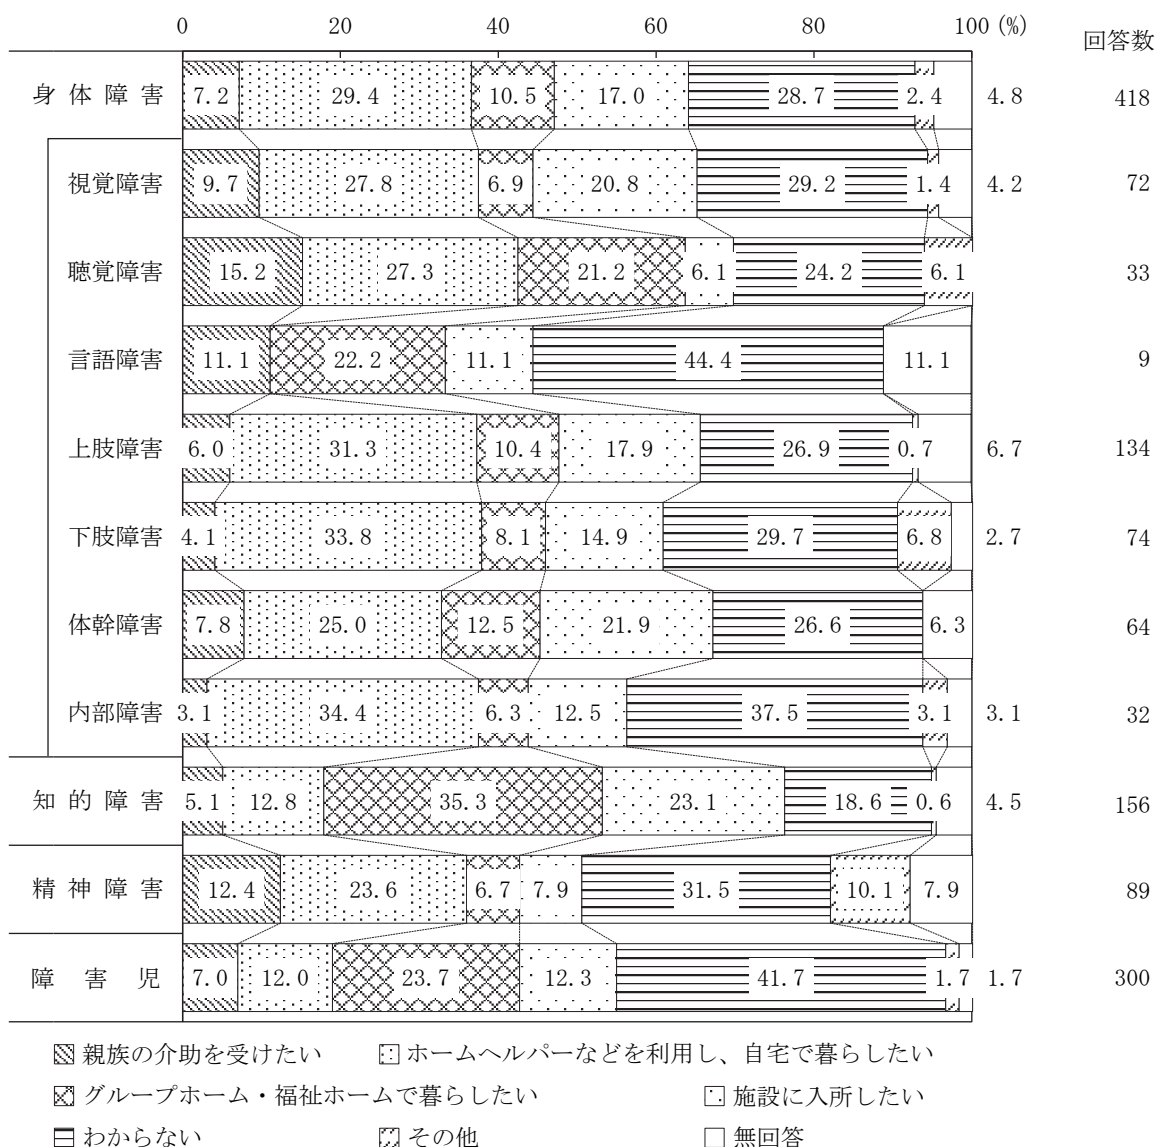 0 20 40 60 80 100 (%) 回答数
身体障害 7.2 29.4 10.5 17.0 28.7 2.4 4.8 418
視覚障害 9.7 27.8 6.9 20.8 29.2 1.4 4.2 72
聴覚障害 15.2 27.3 21.2 6.1 24.2 6.1 33
言語障害 11.1 22.2 11.1 44.4 11.1 9
上肢障害 6.0 31.3 10.4 17.9 26.9 0.7 6.7 134
下肢障害 4.1 33.8 8.1 14.9 29.7 6.8 2.7 74
体幹障害 7.8 25.0 12.5 21.9 26.6 6.3 64
内部障害 3.1 34.4 6.3 12.5 37.5 3.1 3.1 32
知的障害 5.1 12.8 35.3 23.1 18.6 0.6 4.5 156
精神障害 12.4 23.6 6.7 7.9 31.5 10.1 7.9 89
障害児 7.0 12.0 23.7 12.3 41.7 1.7 1.7 300
親族の介助を受けたい ホームヘルパーなどを利用し、自宅で暮らしたい
グループホーム・福祉ホームで暮らしたい 施設に入所したい
わからない その他 無回答